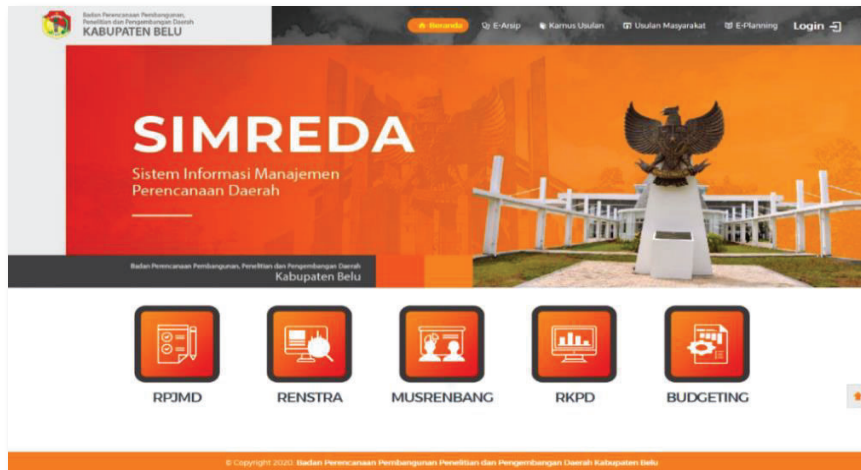 Badan Perencanaan Pembangunan,
Penelitian dan Pengembangan Daerah
KABUPATEN BELU
Beranda
E-Arsip
Kamus Usulan
Usulan Masyarakat
E-Planning
Login
SIMREDA
Sistem Informasi Manajemen
Perencanaan Daerah
Badan Perencanaan Pembangunan, Penelitian dan Pengembangan Daerah
Kabupaten Belu
RPJMD
RENSTRA
MUSRENBANG
RKPD
BUDGETING
© Copyright 2020. Badan Perencanaan Pembangunan Penelitian dan Pengembangan Daerah Kabupaten Belu